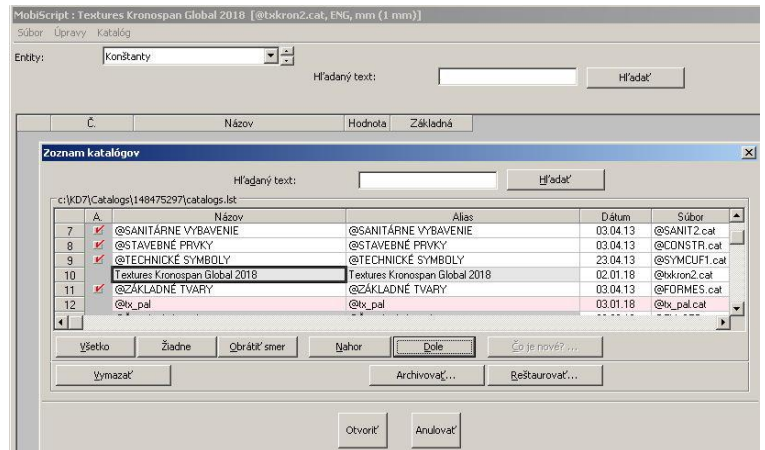 MobiScript : Textures Kronospan Global 2018 [@txkron2.cat, ENG, mm (1 mm)]
Súbor Úpravy Katalóg
Entity: Konštanty
Hľadaný text: Hľadať
Č. Názov Hodnota Základná
Zoznam katalógov
Hľadaný text: Hľadať
c:\KD7\Catalogs\148475297\catalogs.lst
A. Názov Alias Dátum Súbor
7 @SANITÁRNE VYBAVENIE @SANITÁRNE VYBAVENIE 03.04.13 @SANIT2.cat
8 @STAVEBNÉ PRVKY @STAVEBNÉ PRVKY 03.04.13 @CONSTR.cat
9 @TECHNICKÉ SYMBOLY @TECHNICKÉ SYMBOLY 23.04.13 @SYMCUF1.cat
10 Textures Kronospan Global 2018 Textures Kronospan Global 2018 02.01.18 @txkron2.cat
11 @ZÁKLADNÉ TVARY @ZÁKLADNÉ TVARY 03.04.13 @FORMES.cat
12 @tx_pal @tx_pal 03.01.18 @tx_pal.cat
Všetko Žiadne Obrátiť smer Nahor Dole Čo je nové? ...
Vymazať Archivovať... Reštaurovať...
Otvoriť Anulovať